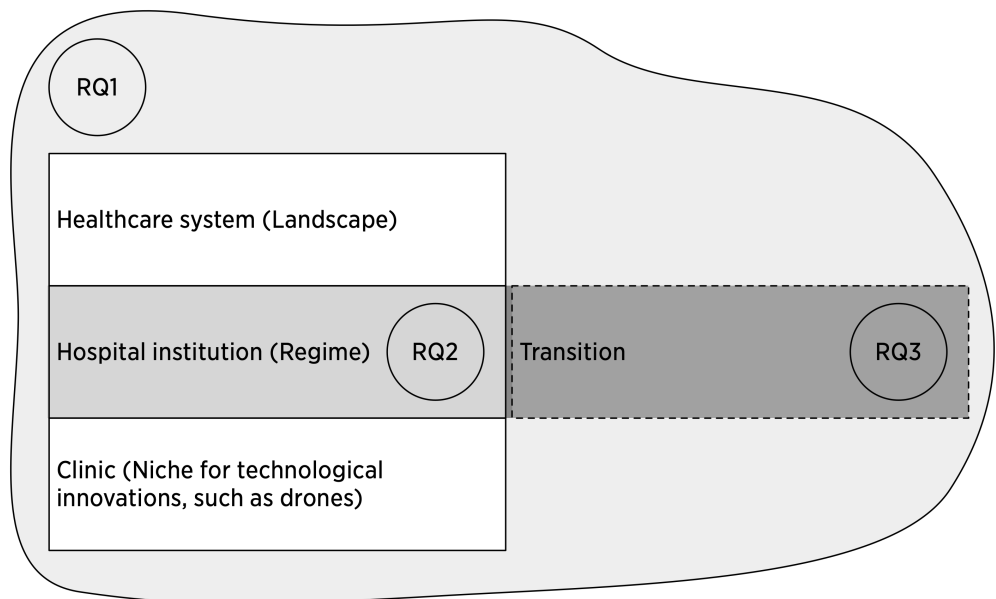 RQ1
Healthcare system (Landscape)
Hospital institution (Regime)
RQ2
Transition
RQ3
Clinic (Niche for technological
innovations, such as drones)